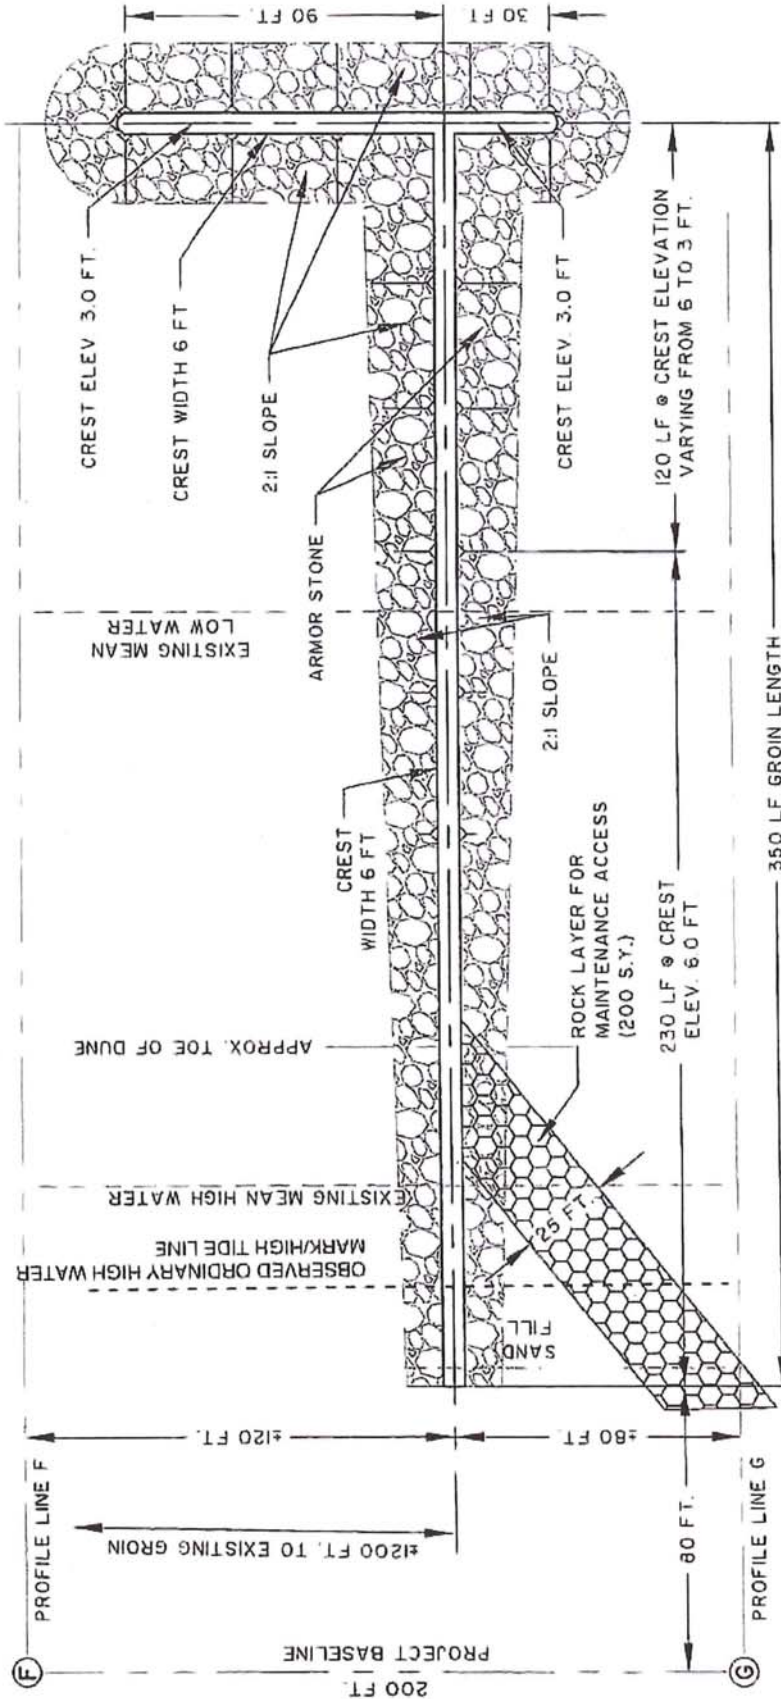 90 FT.
30 FT.
CREST ELEV. 3.0 FT.
CREST WIDTH 6 FT
2:1 SLOPE
ARMOR STONE
CREST ELEV. 3.0 FT
120 LF @ CREST ELEVATION
VARYING FROM 6 TO 3 FT.
EXISTING MEAN
LOW WATER
2:1 SLOPE
CREST
WIDTH 6 FT
350 LF GROIN LENGTH
ROCK LAYER FOR
MAINTENANCE ACCESS
(200 S.Y.)
230 LF @ CREST
ELEV. 6.0 FT
APPROX. TOE OF DUNE
EXISTING MEAN HIGH WATER
OBSERVED ORDINARY HIGH WATER
MARK/HIGH TIDE LINE
25 FT.
SAND
FILL
±120 FT.
±80 FT.
PROFILE LINE F
±1200 FT. TO EXISTING GROIN
80 FT.
PROFILE LINE G
F
PROJECT BASELINE
200 FT.
G